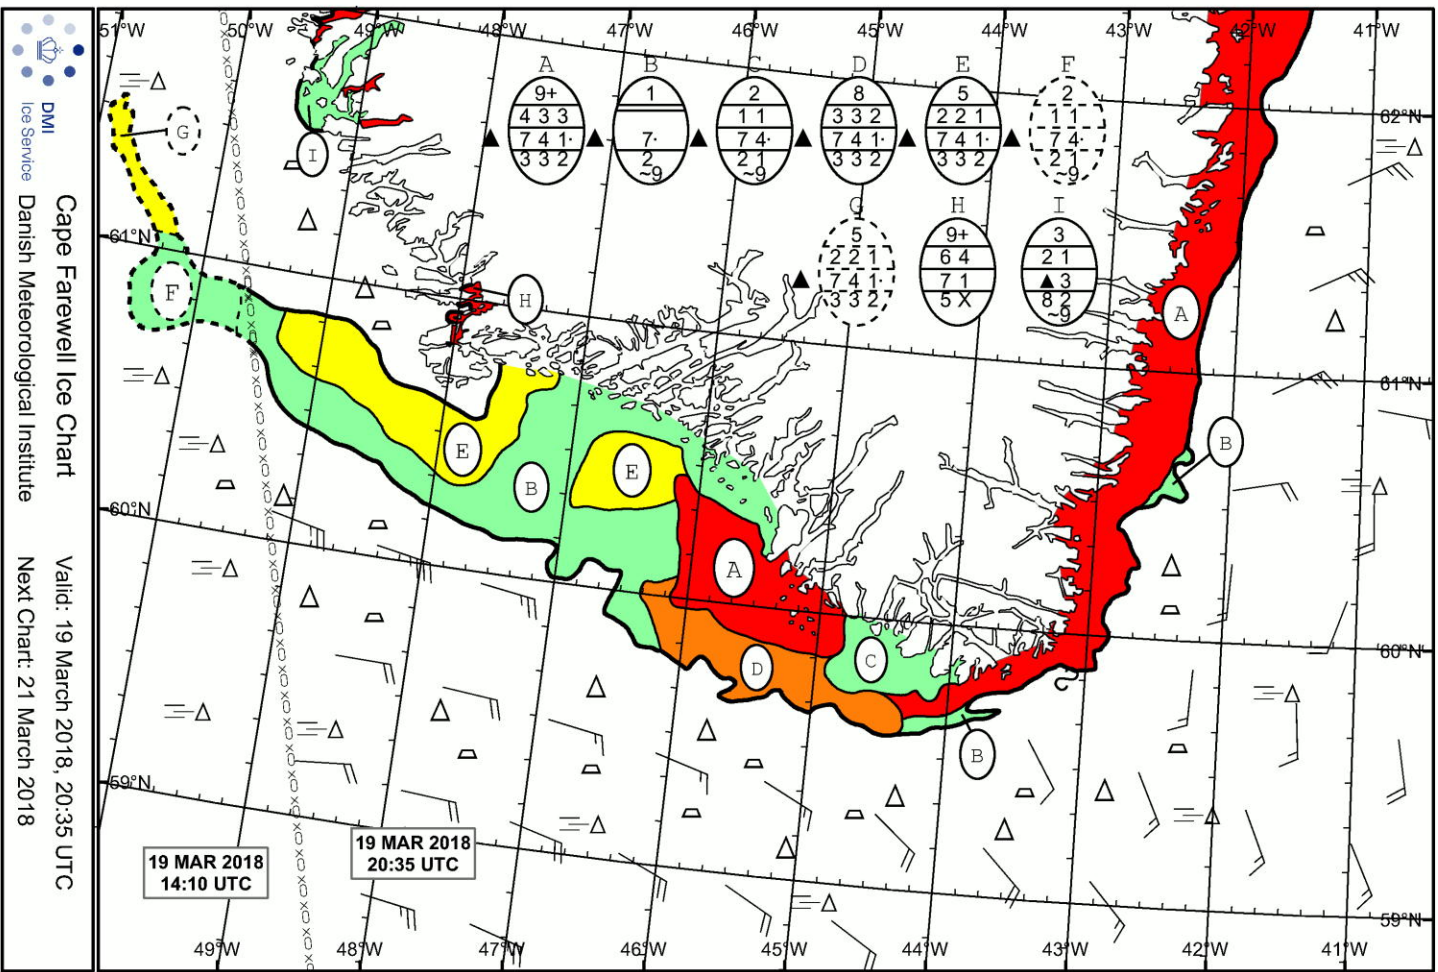 DMI
Ice Service
Cape Farewell Ice Chart
Danish Meteorological Institute
Valid: 19 March 2018, 20:35 UTC
Next Chart: 21 March 2018
51°W 50°W 49°W 48°W 47°W 46°W 45°W 44°W 43°W 42°W 41°W
A B C D E F
9+ 1 2 8 5 2
4 3 3 1 1 3 3 2 2 2 1 1 1
7 4 1· 7· 7 4· 7 4 1· 7 4 1· 7 4·
3 3 2 2 2 1 3 3 2 3 3 2 2 1
~9 ~9 ~9
G H I
5 9+ 3
2 2 1 6 4 2 1
7 4 1· 7 1 ▲ 3
3 3 2 5 X 8 2
~9
62°N
G
I
61°N
F
H
A
61°N
E
E
B
B
60°N
A
D
C
60°N
B
59°N
59°N
19 MAR 2018
14:10 UTC
19 MAR 2018
20:35 UTC
49°W 48°W 47°W 46°W 45°W 44°W 43°W 42°W 41°W